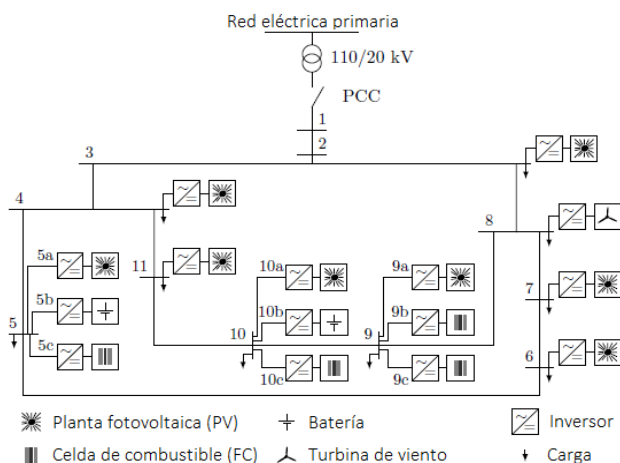 Red eléctrica primaria
110/20 kV
PCC
1
2
3
4
8
5a
11
10a
9a
7
5b
10b
9b
5
10
9
5c
10c
9c
6
Planta fotovoltaica (PV)
Batería
Inversor
Celda de combustible (FC)
Turbina de viento
Carga